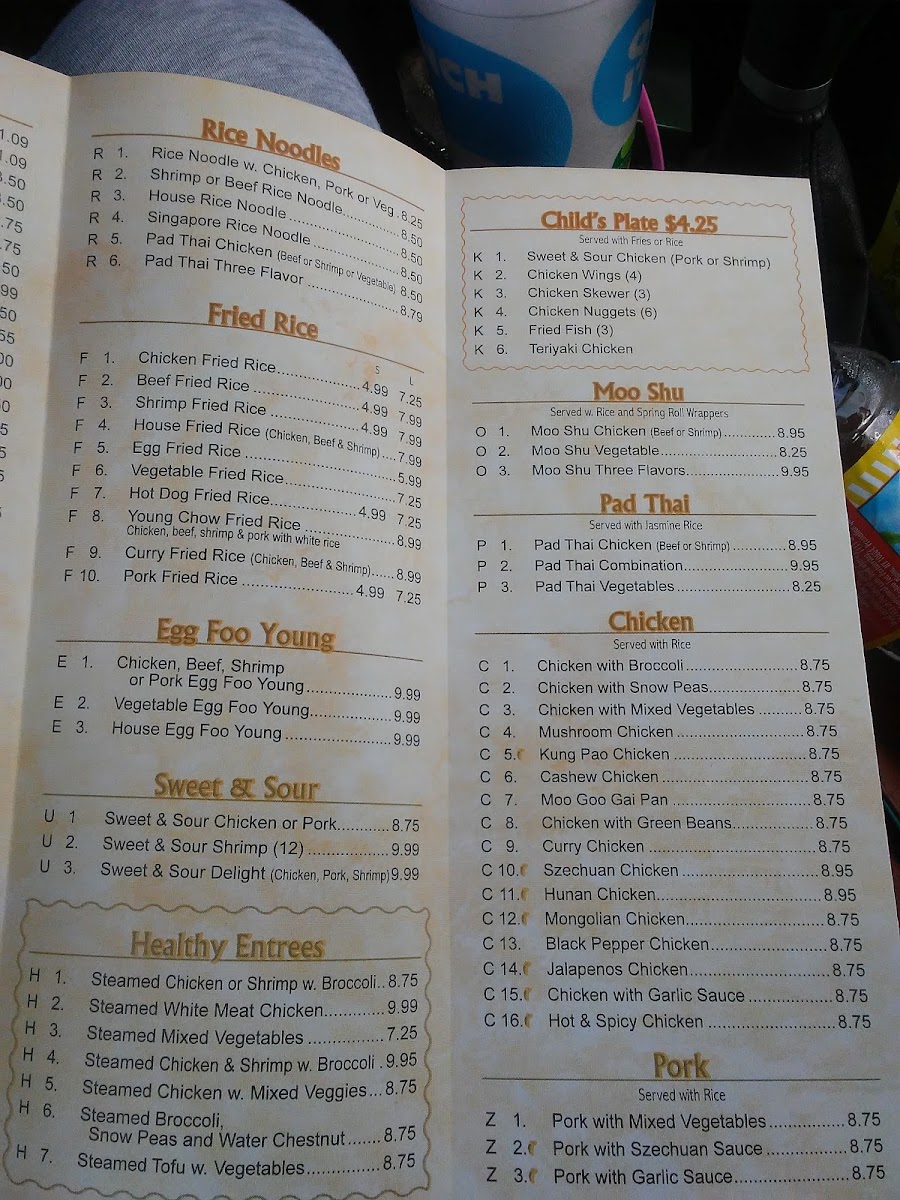 1.09
1.09
.50
.50
.75
.75
50
99
50
55
00
00
0
5
5
5
Rice Noodles
R 1. Rice Noodle w. Chicken, Pork or Veg. 8.25
R 2. Shrimp or Beef Rice Noodle 8.50
R 3. House Rice Noodle 8.50
R 4. Singapore Rice Noodle 8.50
R 5. Pad Thai Chicken (Beef or Shrimp or Vegetable) 8.50
R 6. Pad Thai Three Flavor 8.79
Fried Rice
S L
F 1. Chicken Fried Rice 4.99 7.25
F 2. Beef Fried Rice 4.99 7.99
F 3. Shrimp Fried Rice 4.99 7.99
F 4. House Fried Rice (Chicken, Beef & Shrimp) 7.99
F 5. Egg Fried Rice 5.99
F 6. Vegetable Fried Rice 7.25
F 7. Hot Dog Fried Rice 4.99 7.25
F 8. Young Chow Fried Rice 8.99
Chicken, beef, shrimp & pork with white rice
F 9. Curry Fried Rice (Chicken, Beef & Shrimp) 8.99
F 10. Pork Fried Rice 4.99 7.25
Egg Foo Young
E 1. Chicken, Beef, Shrimp
or Pork Egg Foo Young 9.99
E 2. Vegetable Egg Foo Young 9.99
E 3. House Egg Foo Young 9.99
Sweet & Sour
U 1 Sweet & Sour Chicken or Pork 8.75
U 2. Sweet & Sour Shrimp (12) 9.99
U 3. Sweet & Sour Delight (Chicken, Pork, Shrimp) 9.99
Healthy Entrees
H 1. Steamed Chicken or Shrimp w. Broccoli 8.75
H 2. Steamed White Meat Chicken 9.99
H 3. Steamed Mixed Vegetables 7.25
H 4. Steamed Chicken & Shrimp w. Broccoli 9.95
H 5. Steamed Chicken w. Mixed Veggies 8.75
H 6. Steamed Broccoli,
Snow Peas and Water Chestnut 8.75
H 7. Steamed Tofu w. Vegetables 8.75
Child's Plate $4.25
Served with Fries or Rice
K 1. Sweet & Sour Chicken (Pork or Shrimp)
K 2. Chicken Wings (4)
K 3. Chicken Skewer (3)
K 4. Chicken Nuggets (6)
K 5. Fried Fish (3)
K 6. Teriyaki Chicken
Moo Shu
Served w. Rice and Spring Roll Wrappers
O 1. Moo Shu Chicken (Beef or Shrimp) 8.95
O 2. Moo Shu Vegetable 8.25
O 3. Moo Shu Three Flavors 9.95
Pad Thai
Served with Jasmine Rice
P 1. Pad Thai Chicken (Beef or Shrimp) 8.95
P 2. Pad Thai Combination 9.95
P 3. Pad Thai Vegetables 8.25
Chicken
Served with Rice
C 1. Chicken with Broccoli 8.75
C 2. Chicken with Snow Peas 8.75
C 3. Chicken with Mixed Vegetables 8.75
C 4. Mushroom Chicken 8.75
C 5. Kung Pao Chicken 8.75
C 6. Cashew Chicken 8.75
C 7. Moo Goo Gai Pan 8.75
C 8. Chicken with Green Beans 8.75
C 9. Curry Chicken 8.75
C 10. Szechuan Chicken 8.95
C 11. Hunan Chicken 8.95
C 12. Mongolian Chicken 8.75
C 13. Black Pepper Chicken 8.75
C 14. Jalapenos Chicken 8.75
C 15. Chicken with Garlic Sauce 8.75
C 16. Hot & Spicy Chicken 8.75
Pork
Served with Rice
Z 1. Pork with Mixed Vegetables 8.75
Z 2. Pork with Szechuan Sauce 8.75
Z 3. Pork with Garlic Sauce 8.75